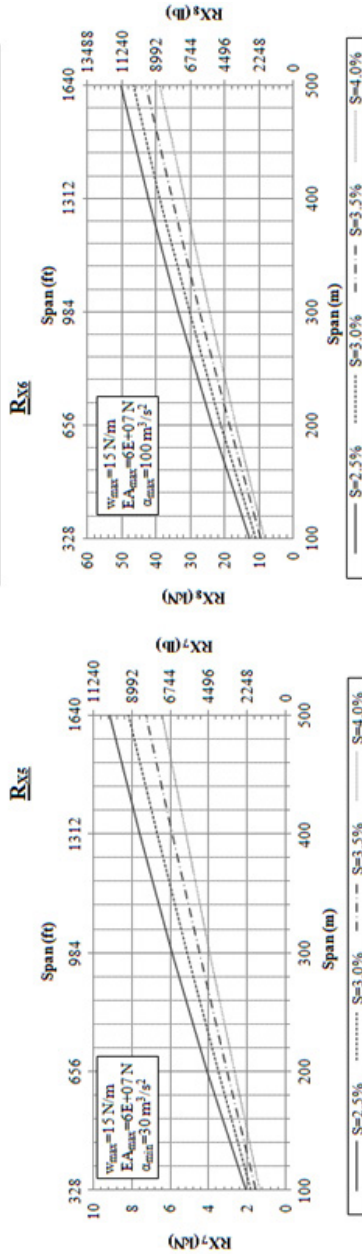 R_X5
Span (ft)
328 656 984 1312 1640
10 11240
8 8992
6 6744
4 4496
2 2248
0 0
RX₇ (kN)
RX₇ (lb)
w_max=15 N/m
EA_max=6E+07 N
α_min=30 m³/s²
100 200 300 400 500
Span (m)
S=2.5% S=3.0% S=3.5% S=4.0%
R_X6
Span (ft)
328 656 984 1312 1640
60 13488
50 11240
40 8992
30 6744
20 4496
10 2248
0 0
RX₈ (kN)
RX₈ (lb)
w_max=15 N/m
EA_max=6E+07 N
α_max=100 m³/s²
100 200 300 400 500
Span (m)
S=2.5% S=3.0% S=3.5% S=4.0%